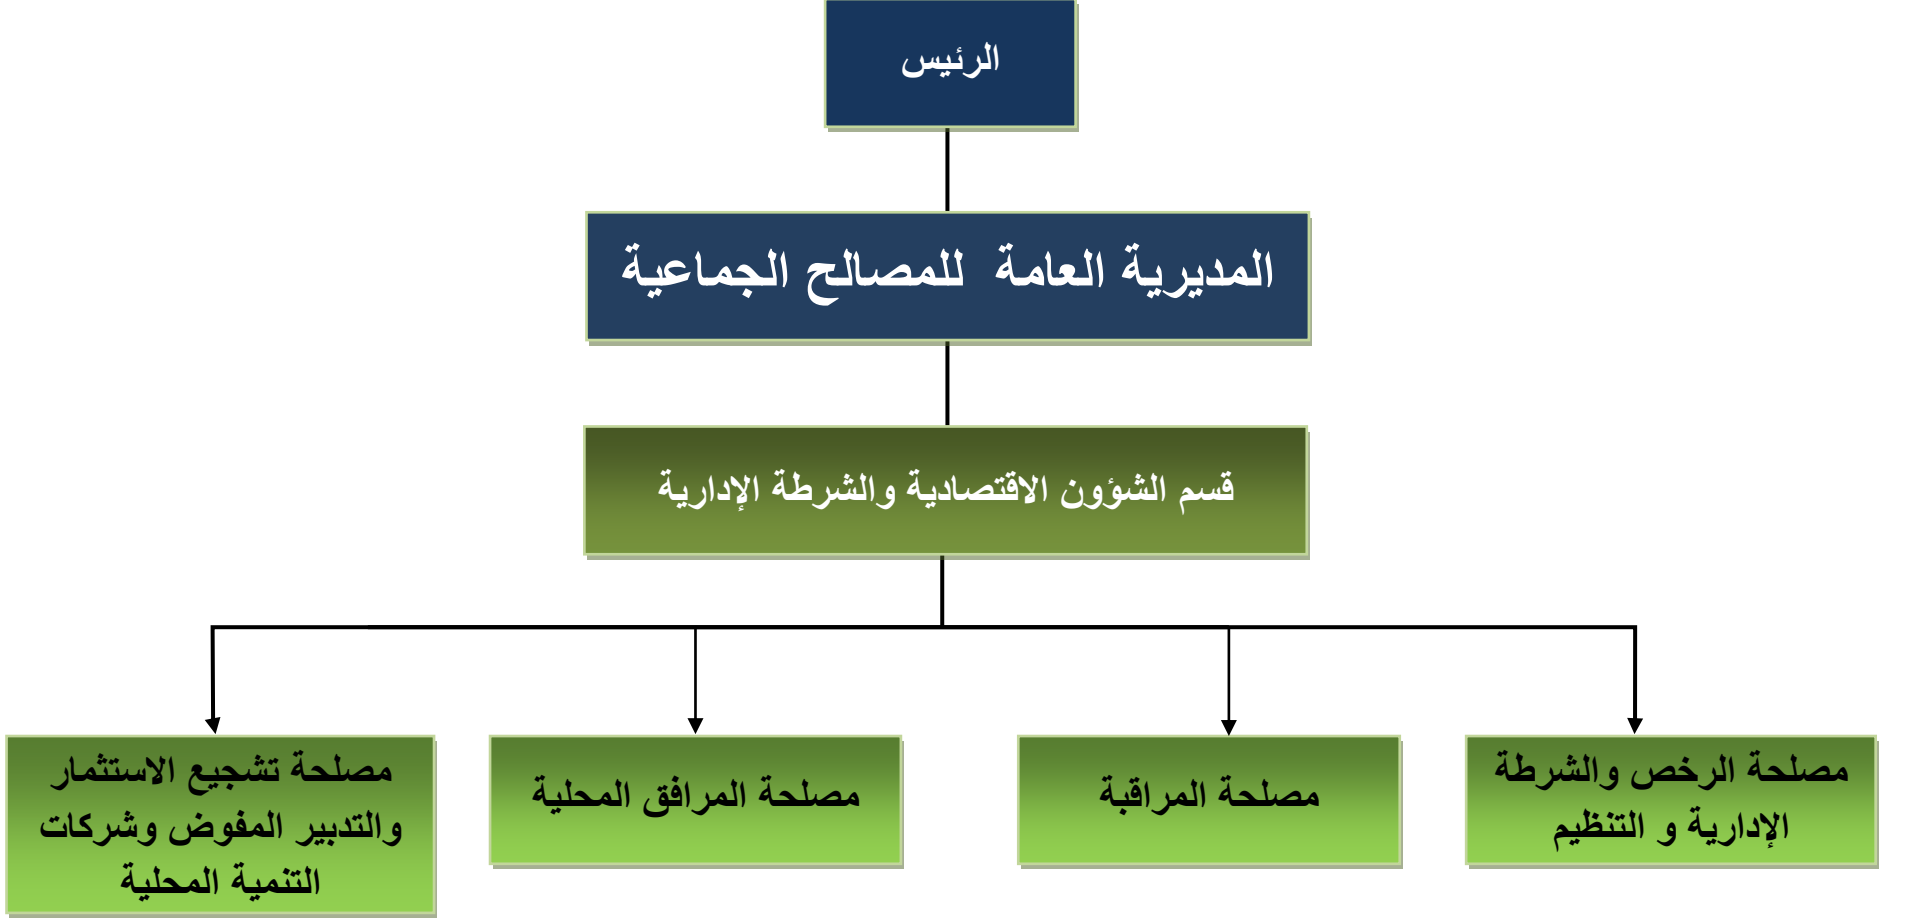 الرئيس
المديرية العامة للمصالح الجماعية
قسم الشؤون الاقتصادية والشرطة الإدارية
مصلحة الرخص والشرطة
الإدارية و التنظيم
مصلحة المراقبة
مصلحة المرافق المحلية
مصلحة تشجيع الاستثمار
والتدبير المفوض وشركات
التنمية المحلية